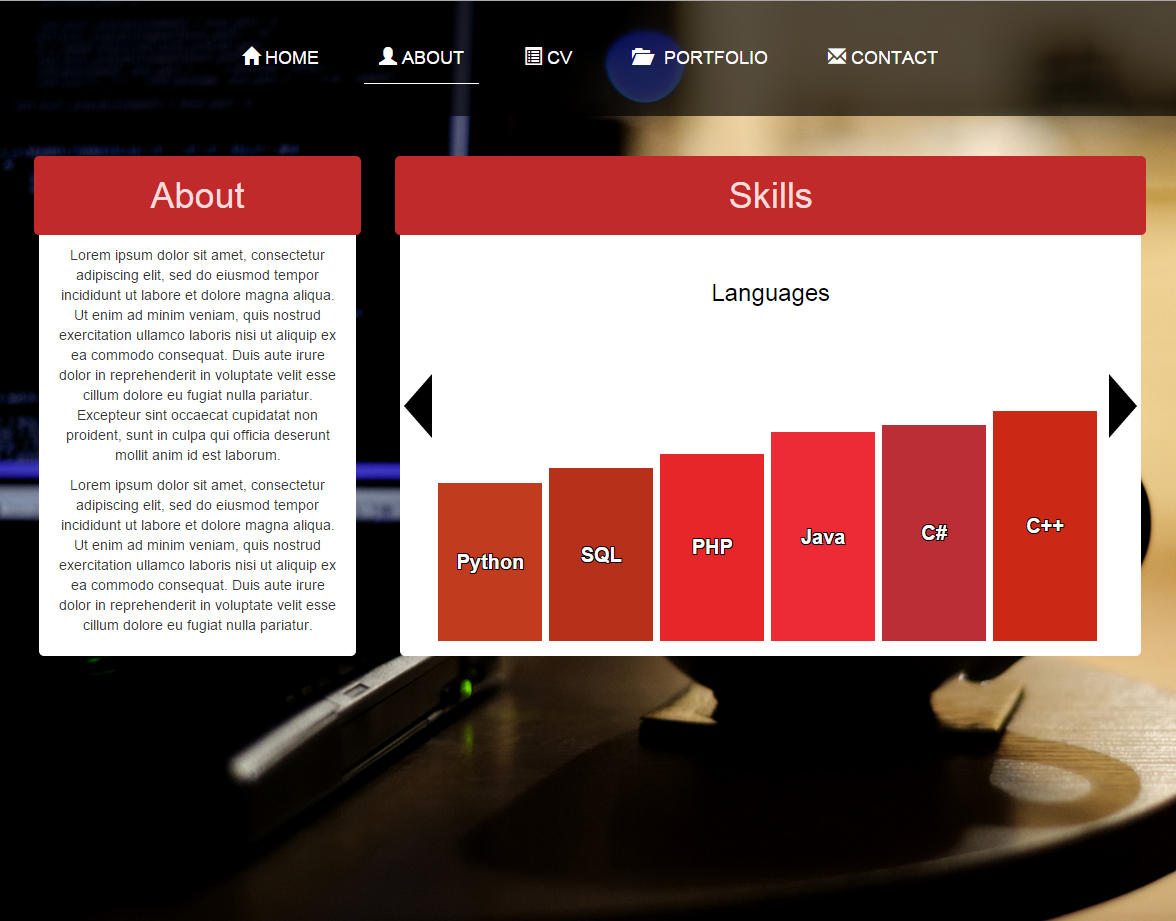 HOME ABOUT CV PORTFOLIO CONTACT
About
Lorem ipsum dolor sit amet, consectetur
adipiscing elit, sed do eiusmod tempor
incididunt ut labore et dolore magna aliqua.
Ut enim ad minim veniam, quis nostrud
exercitation ullamco laboris nisi ut aliquip ex
ea commodo consequat. Duis aute irure
dolor in reprehenderit in voluptate velit esse
cillum dolore eu fugiat nulla pariatur.
Excepteur sint occaecat cupidatat non
proident, sunt in culpa qui officia deserunt
mollit anim id est laborum.
Lorem ipsum dolor sit amet, consectetur
adipiscing elit, sed do eiusmod tempor
incididunt ut labore et dolore magna aliqua.
Ut enim ad minim veniam, quis nostrud
exercitation ullamco laboris nisi ut aliquip ex
ea commodo consequat. Duis aute irure
dolor in reprehenderit in voluptate velit esse
cillum dolore eu fugiat nulla pariatur.
Skills
Languages
Python
SQL
PHP
Java
C#
C++